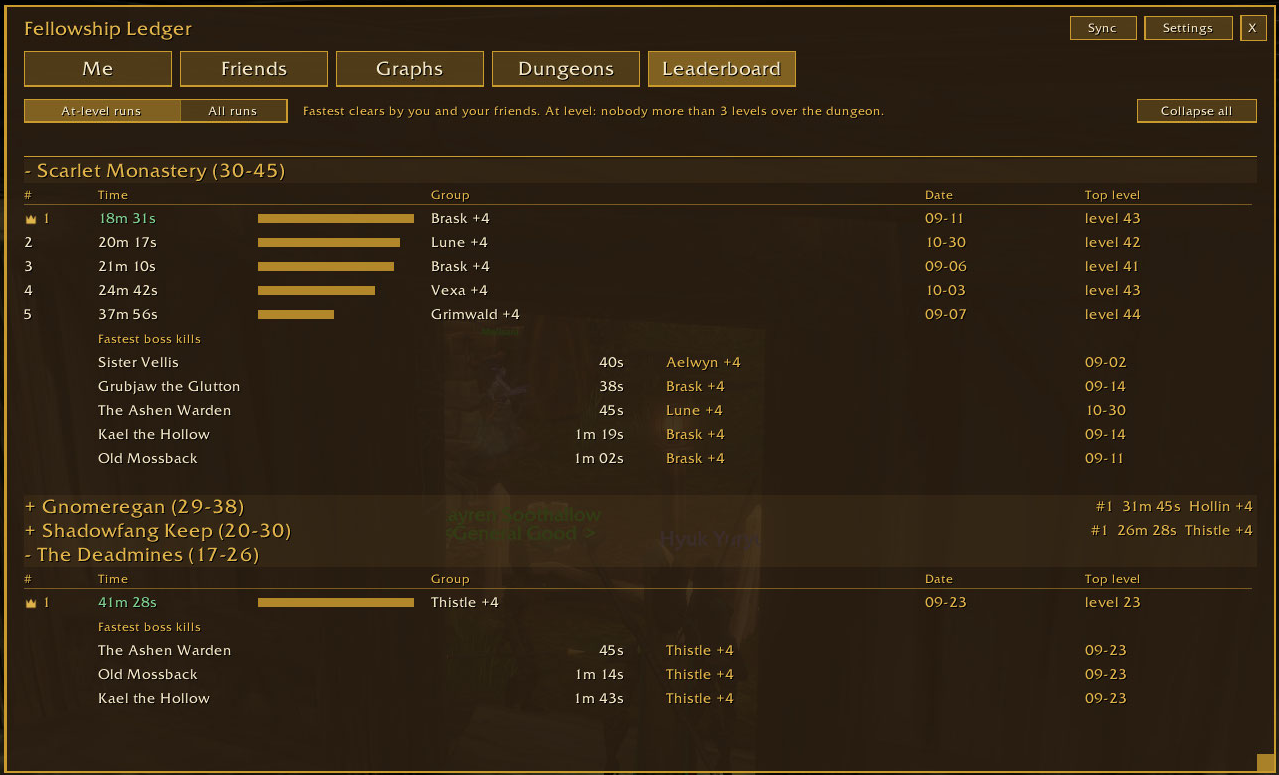 Fellowship Ledger
Sync Settings X
Me Friends Graphs Dungeons Leaderboard
At-level runs All runs Fastest clears by you and your friends. At level: nobody more than 3 levels over the dungeon. Collapse all
- Scarlet Monastery (30-45)
# Time Group Date Top level
1 18m 31s Brask +4 09-11 level 43
2 20m 17s Lune +4 10-30 level 42
3 21m 10s Brask +4 09-06 level 41
4 24m 42s Vexa +4 10-03 level 43
5 37m 56s Grimwald +4 09-07 level 44
Fastest boss kills
Sister Vellis 40s Aelwyn +4 09-02
Grubjaw the Glutton 38s Brask +4 09-14
The Ashen Warden 45s Lune +4 10-30
Kael the Hollow 1m 19s Brask +4 09-14
Old Mossback 1m 02s Brask +4 09-11
+ Gnomeregan (29-38) #1 31m 45s Hollin +4
+ Shadowfang Keep (20-30) #1 26m 28s Thistle +4
<General Good >
- The Deadmines (17-26)
# Time Group Date Top level
1 41m 28s Thistle +4 09-23 level 23
Fastest boss kills
The Ashen Warden 45s Thistle +4 09-23
Old Mossback 1m 14s Thistle +4 09-23
Kael the Hollow 1m 43s Thistle +4 09-23